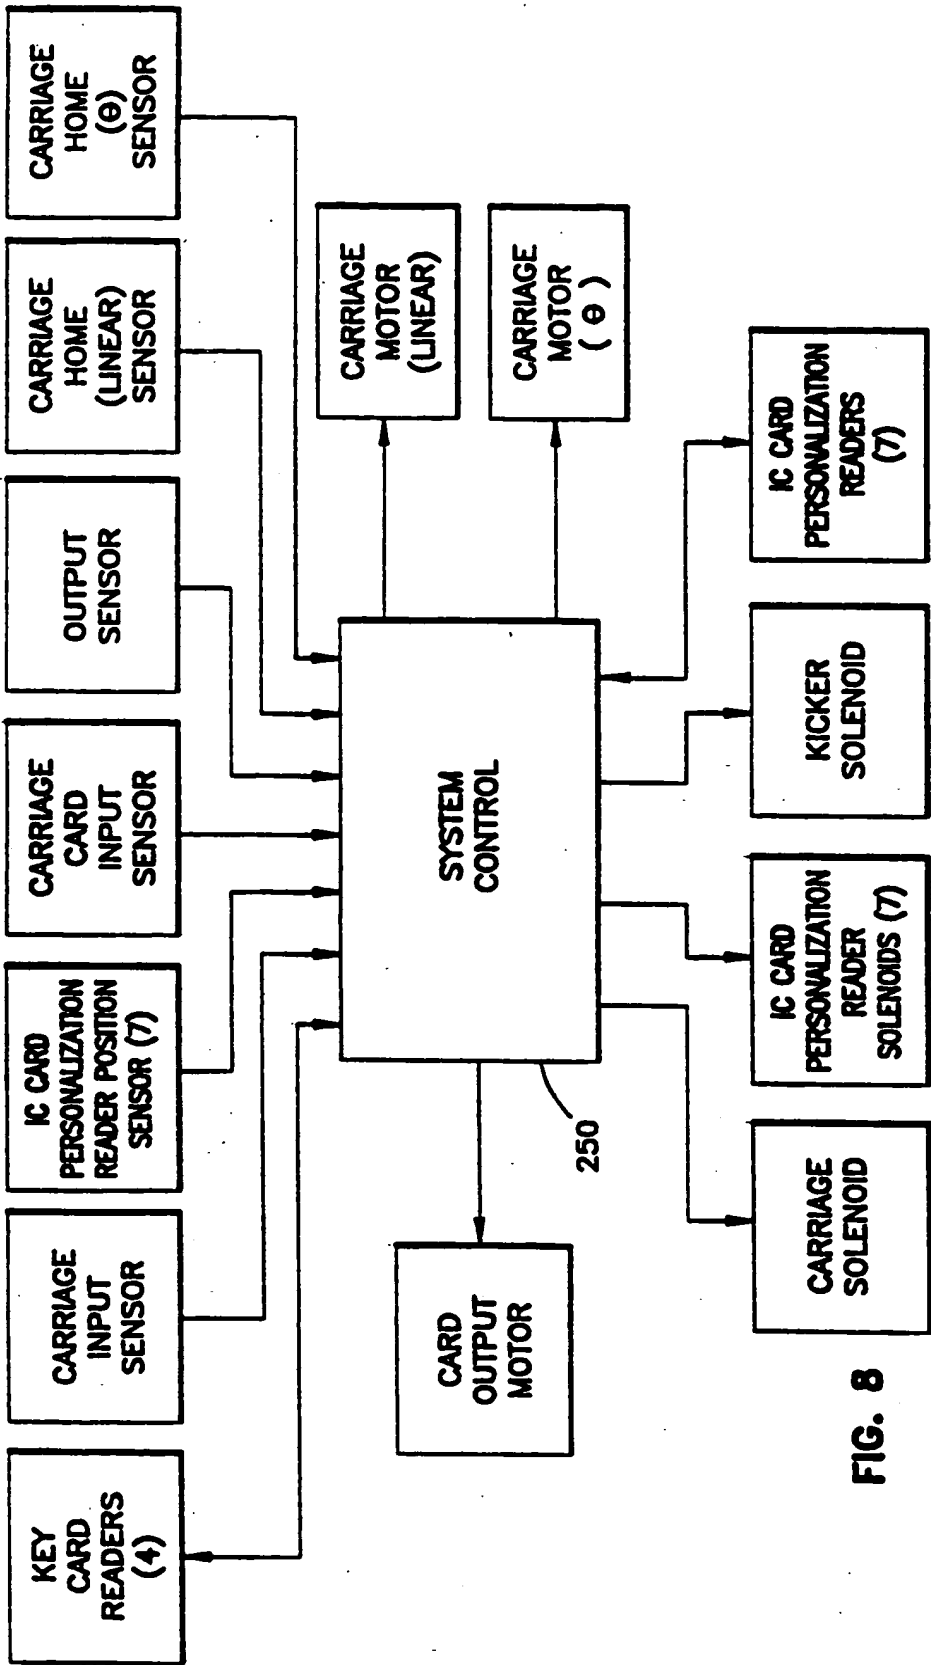 KEY
CARD
READERS
(4)
CARRIAGE
INPUT
SENSOR
IC CARD
PERSONALIZATION
READER POSITION
SENSOR (7)
CARRIAGE
CARD
INPUT
SENSOR
OUTPUT
SENSOR
CARRIAGE
HOME
(LINEAR)
SENSOR
CARRIAGE
HOME
(θ)
SENSOR
CARD
OUTPUT
MOTOR
SYSTEM
CONTROL
250
CARRIAGE
MOTOR
(LINEAR)
CARRIAGE
MOTOR
( θ )
CARRIAGE
SOLENOID
IC CARD
PERSONALIZATION
READER
SOLENOIDS (7)
KICKER
SOLENOID
IC CARD
PERSONALIZATION
READERS
(7)
FIG. 8